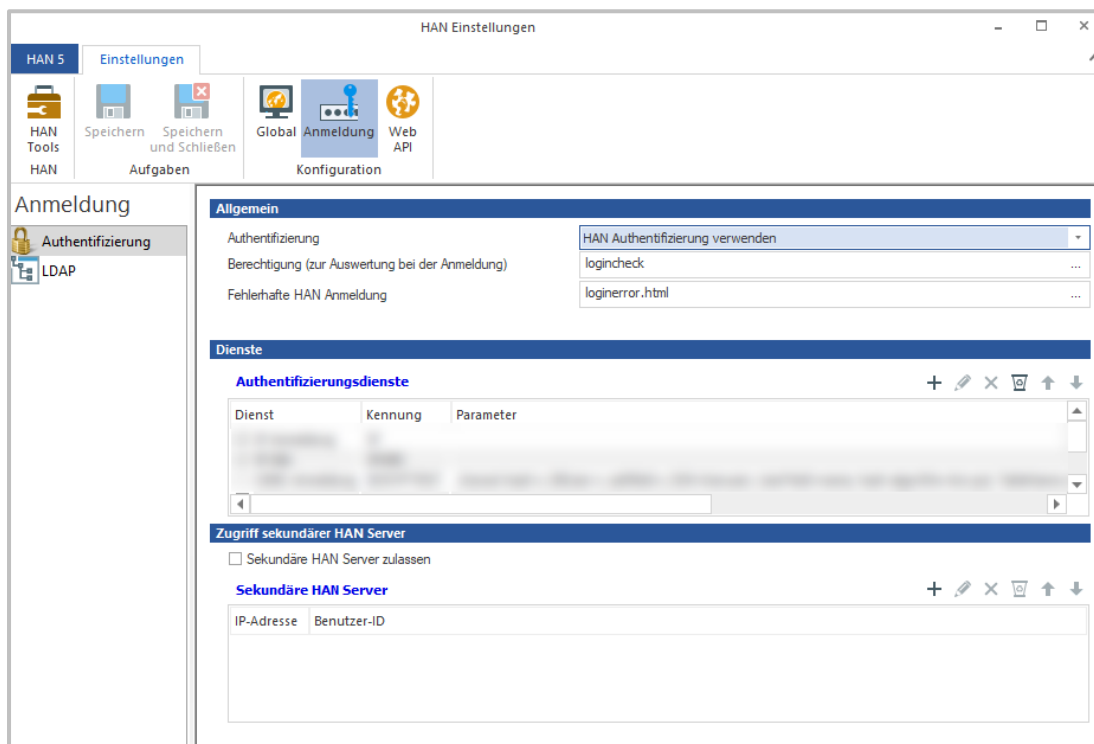 HAN Einstellungen
HAN 5 Einstellungen
HAN Tools
Speichern
Speichern und Schließen
Global
Anmeldung
Web API
HAN
Aufgaben
Konfiguration
Anmeldung
Authentifizierung
LDAP
Allgemein
Authentifizierung HAN Authentifizierung verwenden
Berechtigung (zur Auswertung bei der Anmeldung) logincheck ...
Fehlerhafte HAN Anmeldung loginerror.html ...
Dienste
Authentifizierungsdienste
Dienst Kennung Parameter
Zugriff sekundärer HAN Server
Sekundäre HAN Server zulassen
Sekundäre HAN Server
IP-Adresse Benutzer-ID